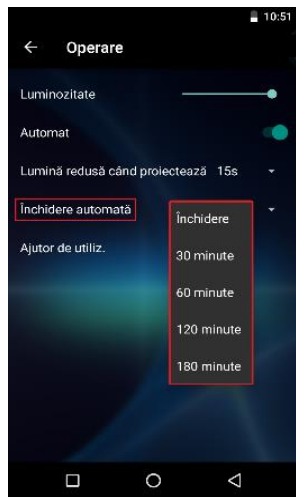 10:51
Operare
Luminozitate
Automat
Lumină redusă când proiectează 15s
Închidere automată
Închidere
30 minute
Ajutor de utiliz.
60 minute
120 minute
180 minute